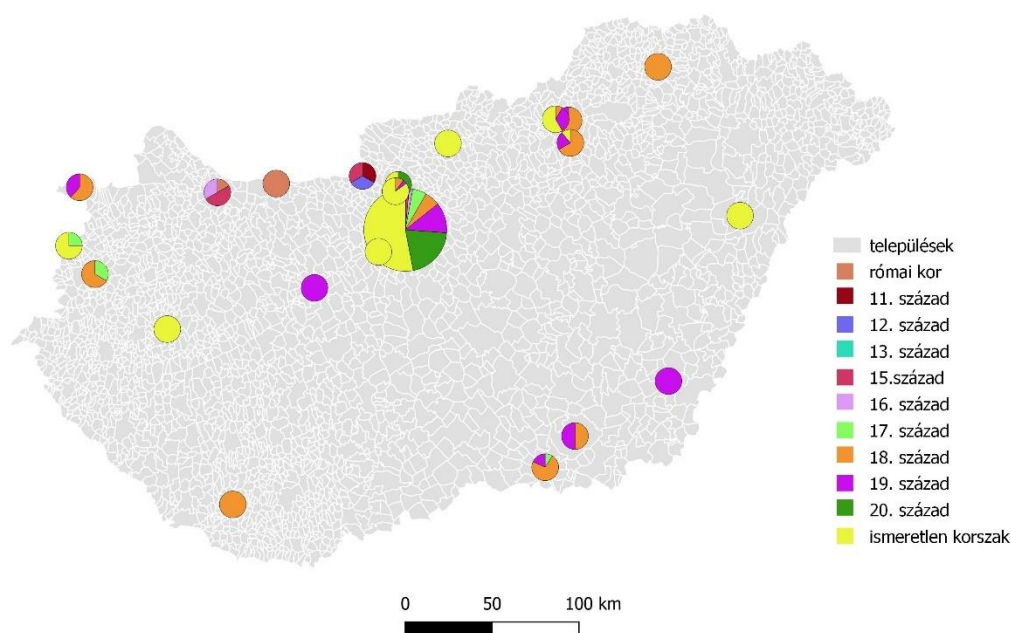 települések
római kor
11. század
12. század
13. század
15.század
16. század
17. század
18. század
19. század
20. század
ismeretlen korszak
0 50 100 km